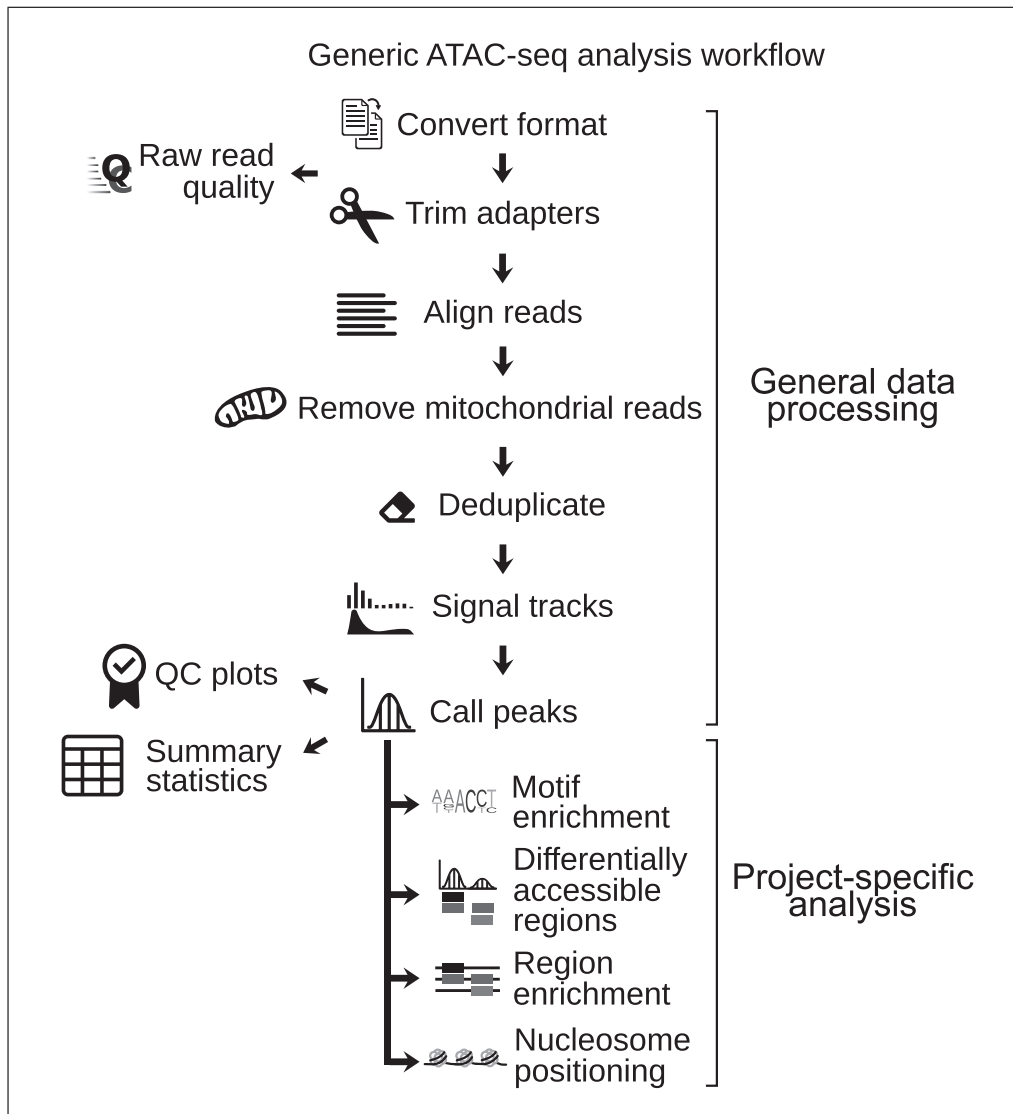 Generic ATAC-seq analysis workflow
Convert format
Raw read
quality
Trim adapters
Align reads
Remove mitochondrial reads
Deduplicate
Signal tracks
QC plots
Call peaks
Summary
statistics
General data
processing
Motif
enrichment
Differentially
accessible
regions
Region
enrichment
Nucleosome
positioning
Project-specific
analysis